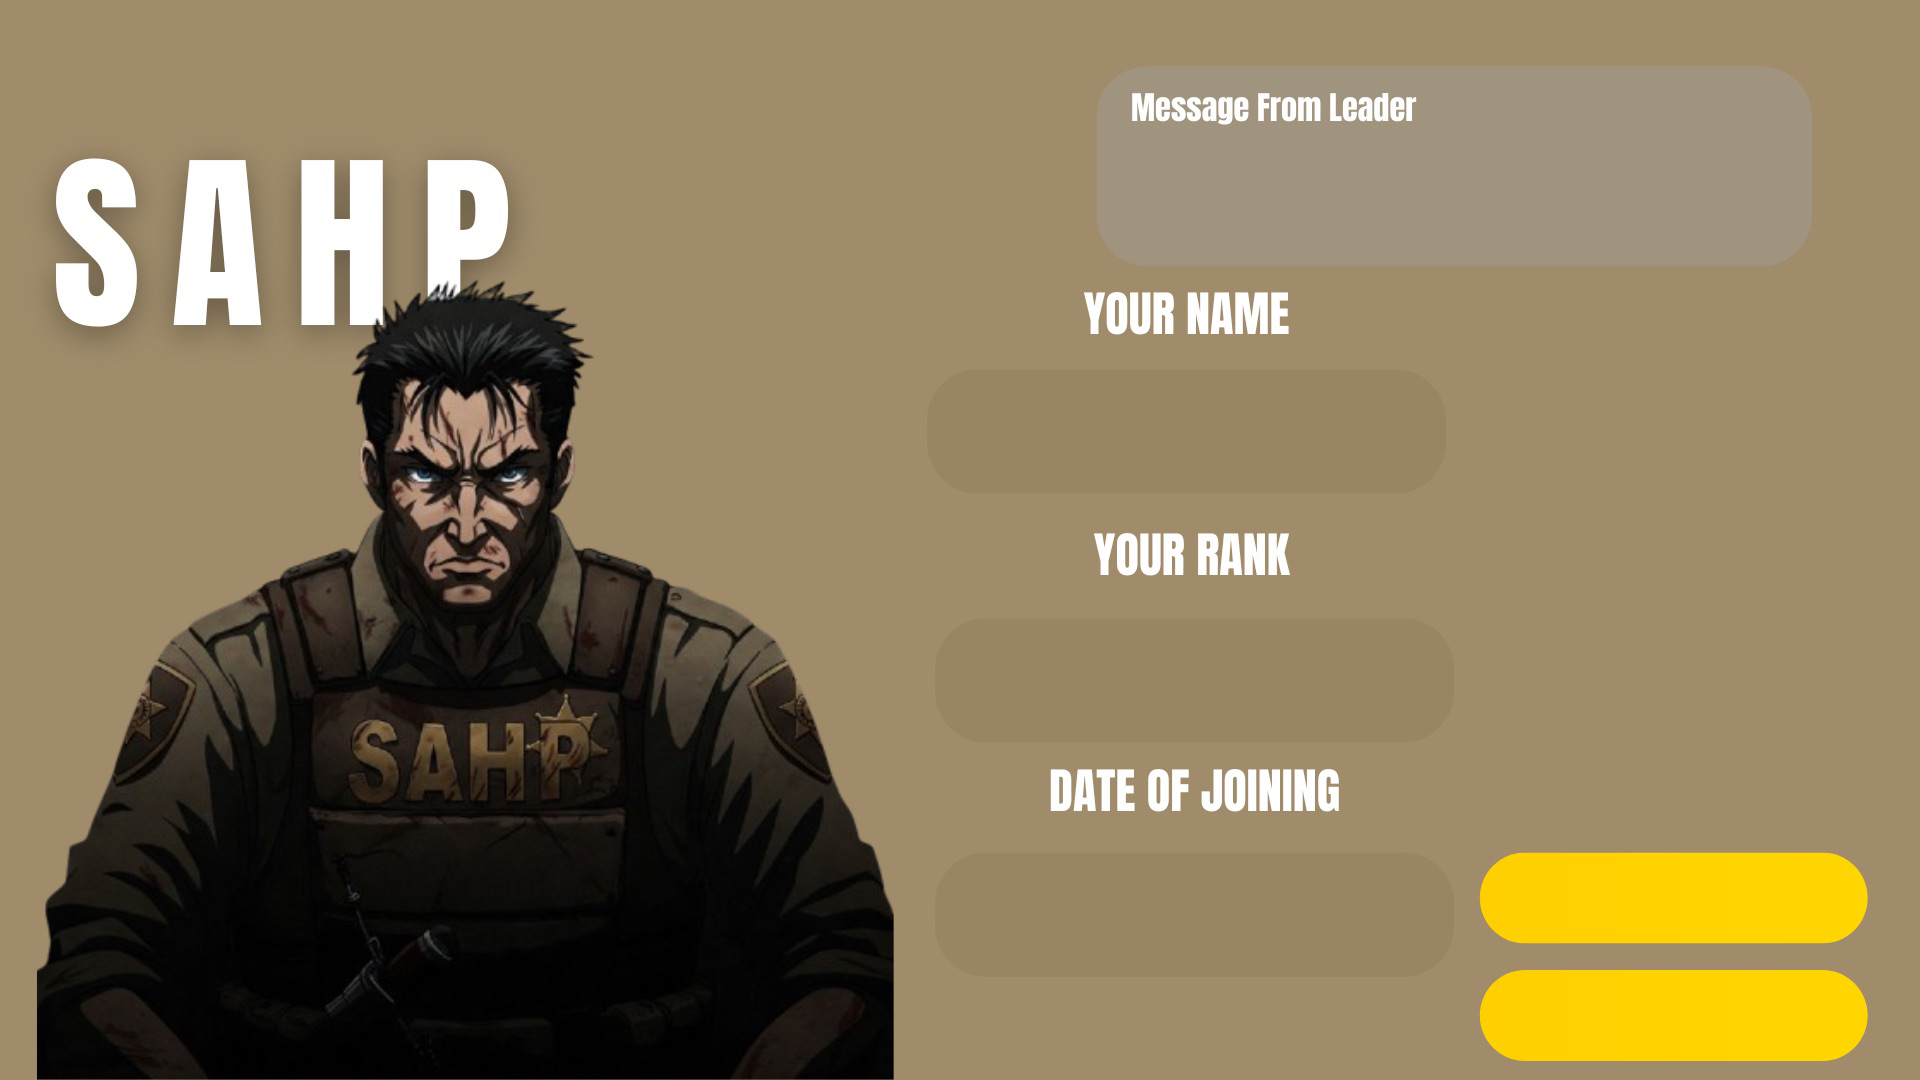 SAHP
Message From Leader
YOUR NAME
YOUR RANK
SAHP
DATE OF JOINING